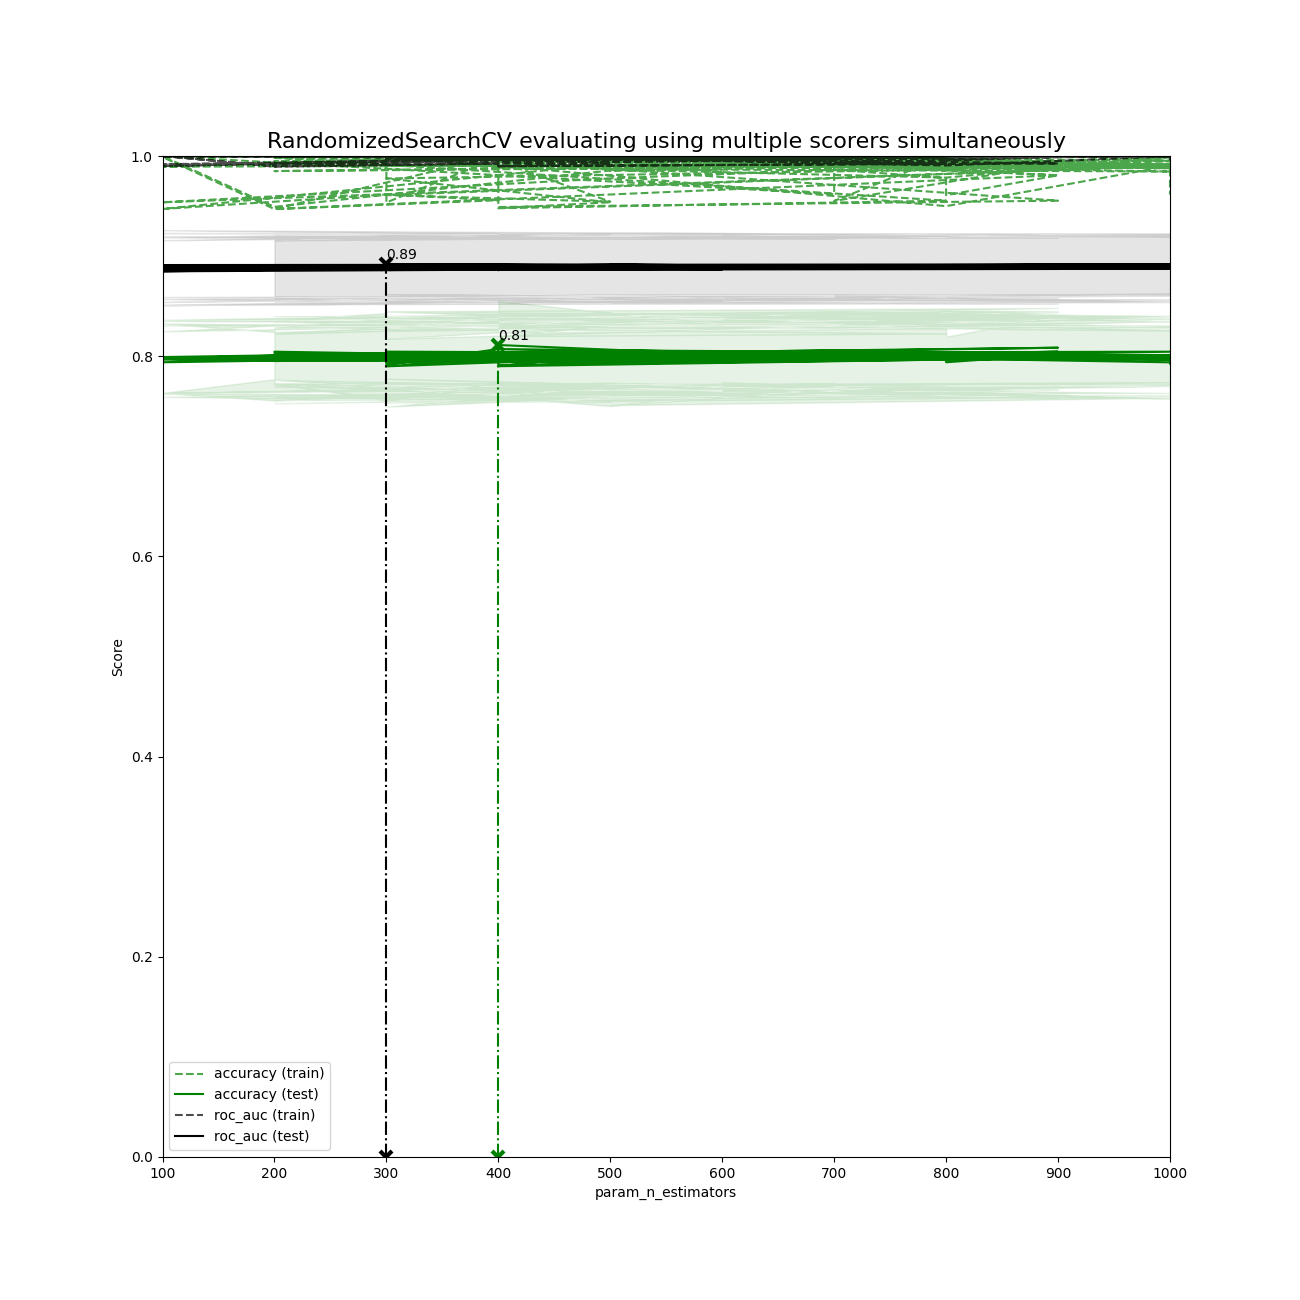 RandomizedSearchCV evaluating using multiple scorers simultaneously
1.0
0.89
0.81
0.8
0.6
Score
0.4
0.2
accuracy (train)
accuracy (test)
roc_auc (train)
roc_auc (test)
0.0
100 200 300 400 500 600 700 800 900 1000
param_n_estimators